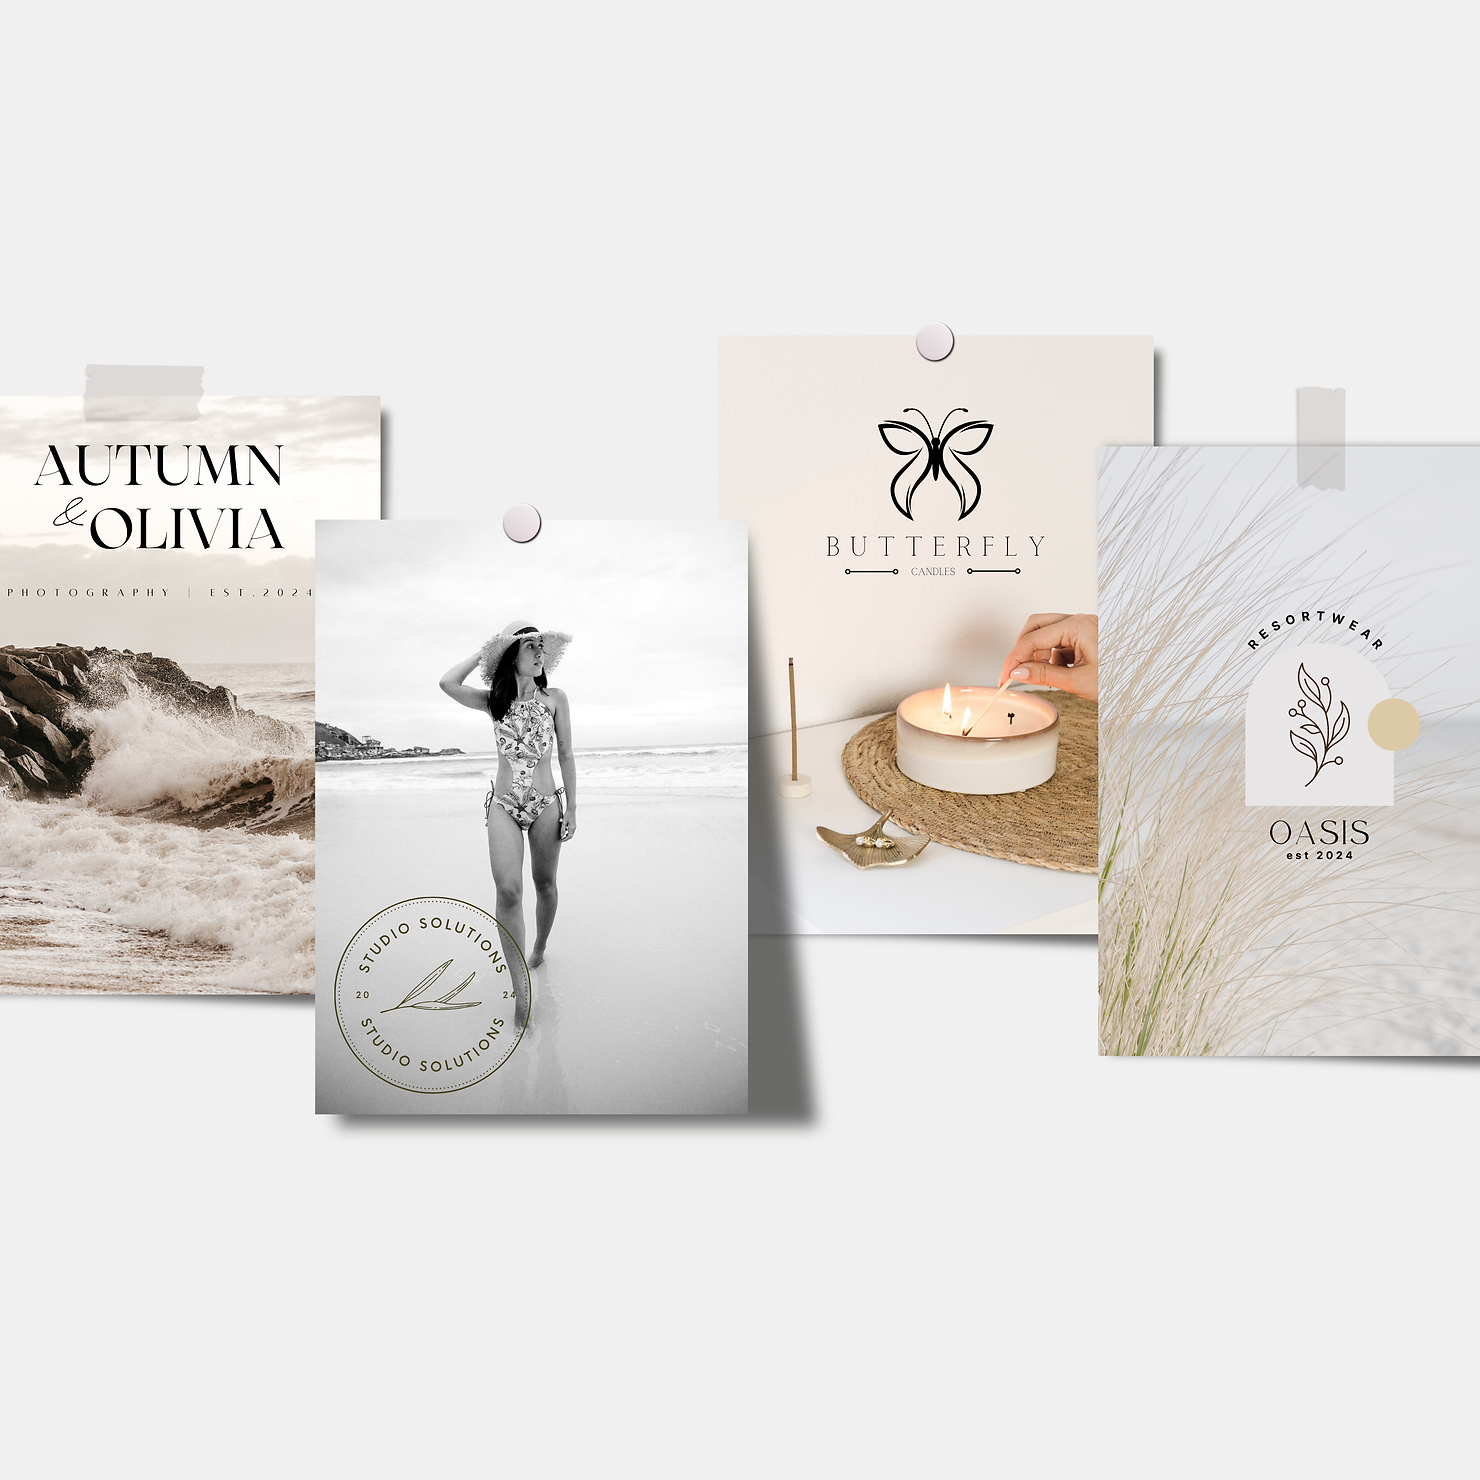 AUTUMN
& OLIVIA
PHOTOGRAPHY | EST.2024
STUDIO SOLUTIONS
20 24
STUDIO SOLUTIONS
BUTTERFLY
CANDLES
RESORTWEAR
OASIS
est 2024